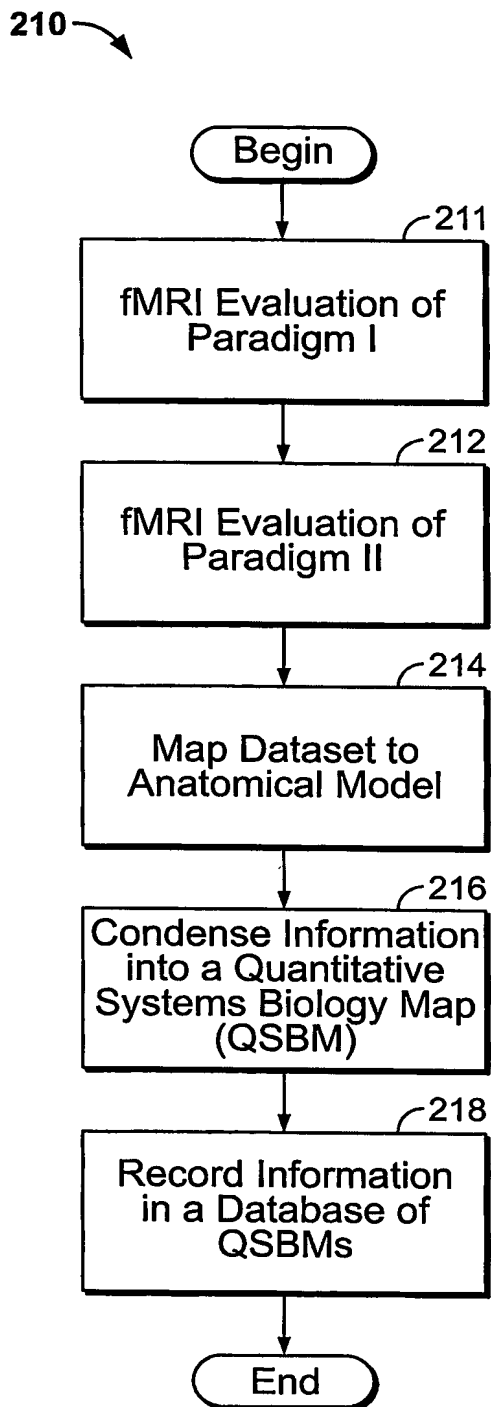 210
Begin
211
fMRI Evaluation of
Paradigm I
212
fMRI Evaluation of
Paradigm II
214
Map Dataset to
Anatomical Model
216
Condense Information
into a Quantitative
Systems Biology Map
(QSBM)
218
Record Information
in a Database of
QSBMs
End